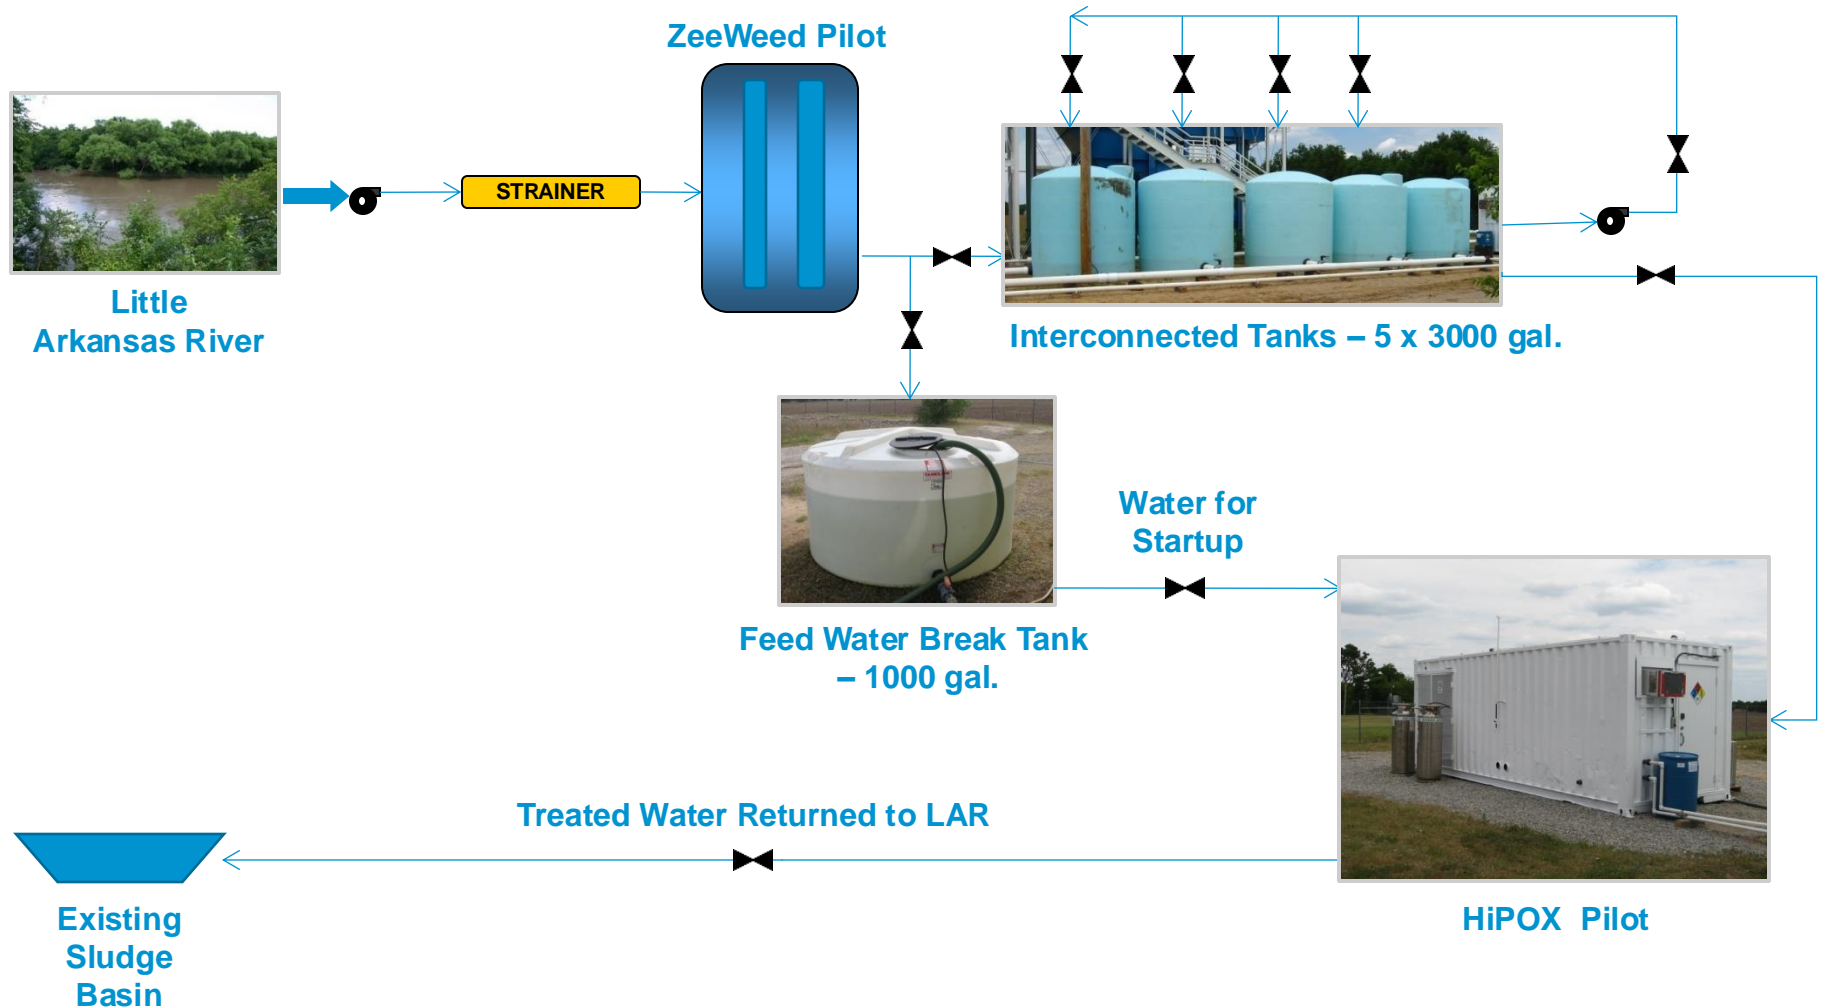 ZeeWeed Pilot
STRAINER
Little
Arkansas River
Interconnected Tanks – 5 x 3000 gal.
Water for
Startup
Feed Water Break Tank
– 1000 gal.
Treated Water Returned to LAR
HiPOX  Pilot
Existing
Sludge
Basin